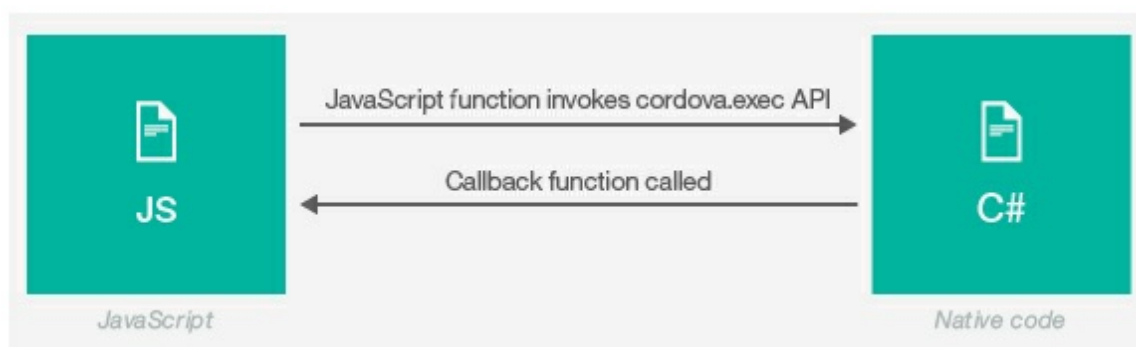 JavaScript function invokes cordova.exec API
Callback function called
JS
C#
JavaScript
Native code